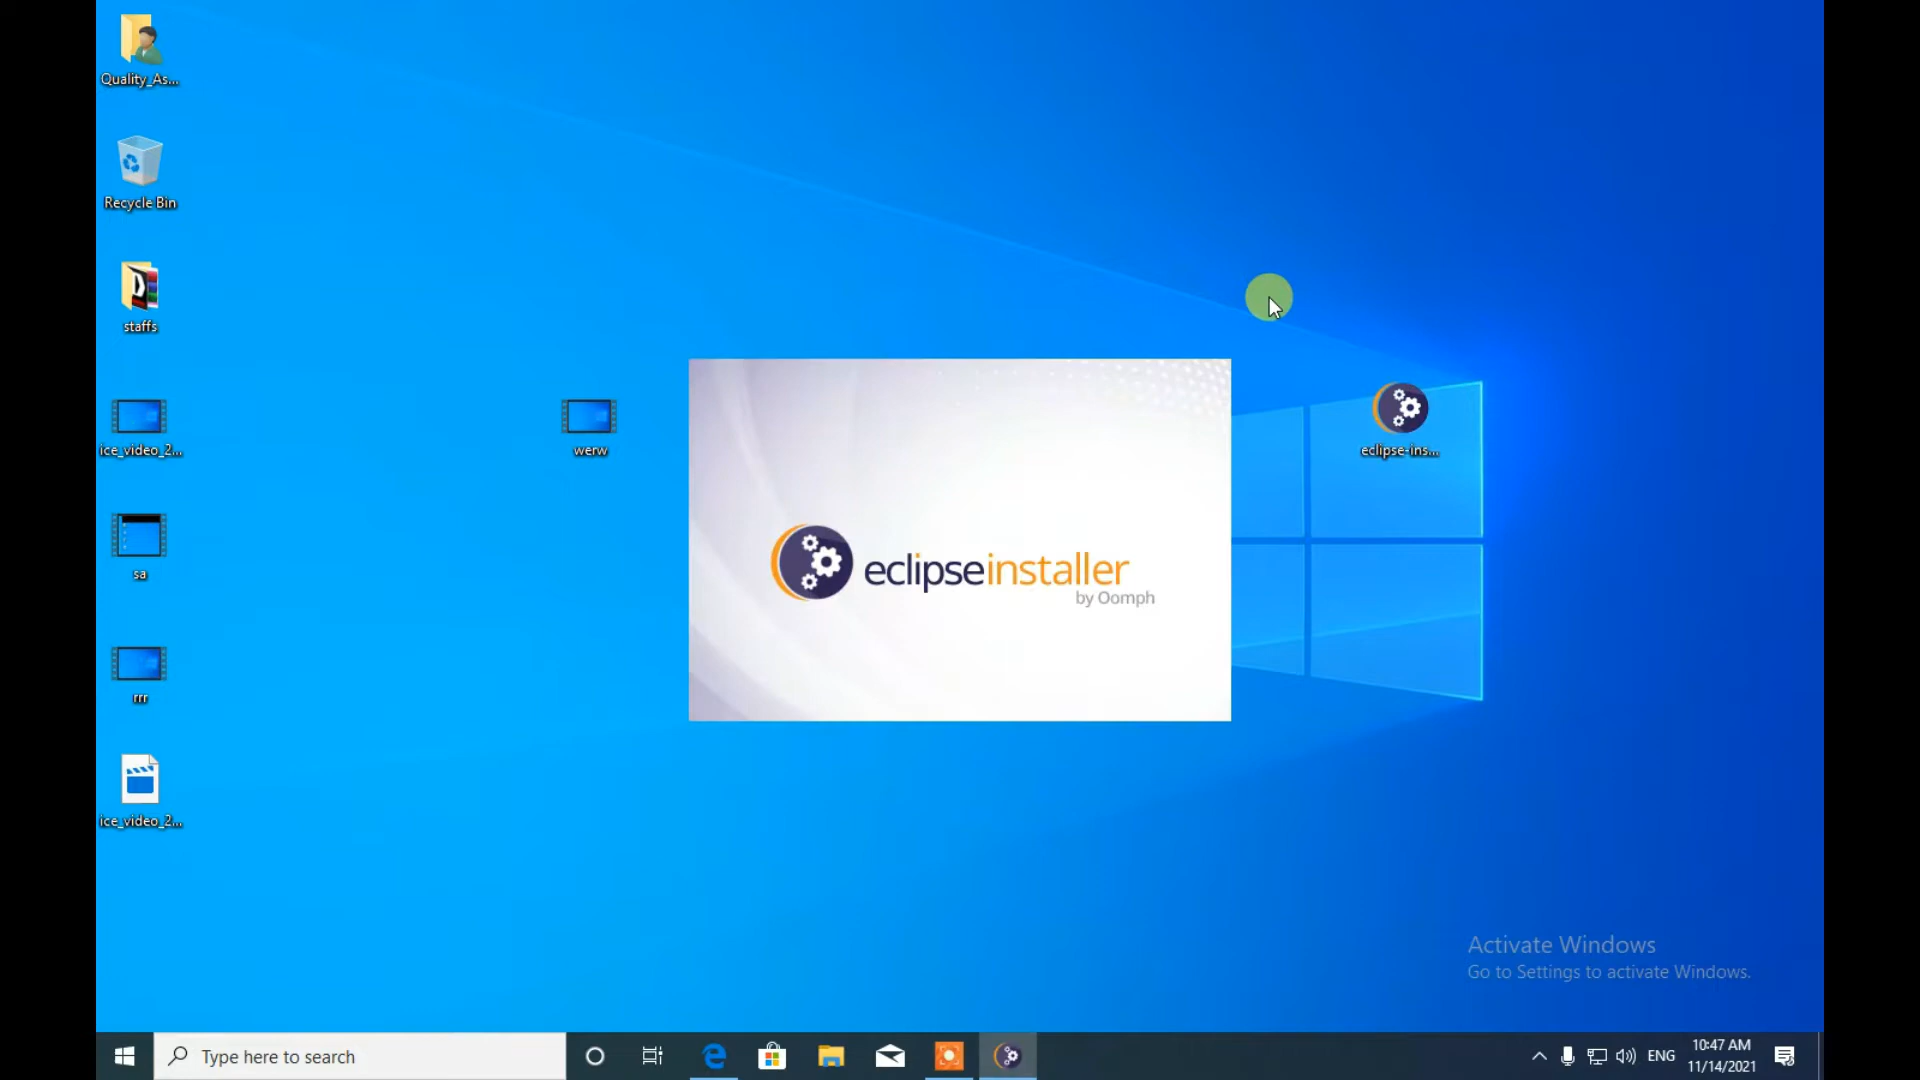 Quality_As...
Recycle Bin
staffs
ice_video_2...
werw
eclipse-ins...
sa
rrr
ice_video_2...
eclipseinstaller
by Oomph
Activate Windows
Go to Settings to activate Windows.
Type here to search
ENG
10:47 AM
11/14/2021